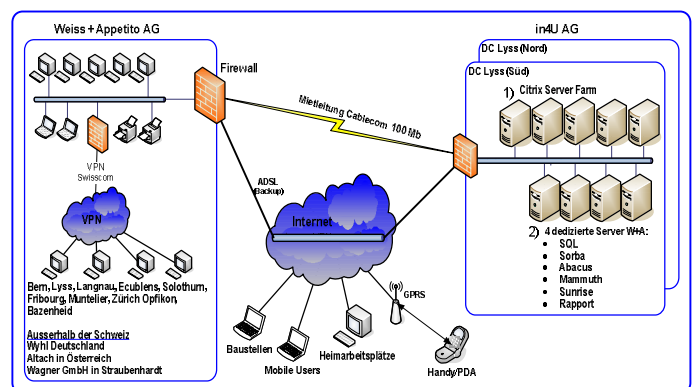 Weiss + Appetito AG
in4U AG
DC Lyss (Nord)
DC Lyss (Süd)
Firewall
1) Citrix Server Farm
Mietleitung Cablecom 100 Mb
VPN
Swisscom
ADSL
(Backup)
VPN
Internet
2) 4 dedizierte Server W+A:
• SOL
• Sorba
• Abacus
• Mammuth
• Sunrise
• Rapport
Bern, Lyss, Langnau, Ecublens, Solothurn,
Fribourg, Muntelier, Zürich Opfikon,
Bazenheid
GPRS
Ausserhalb der Schweiz
Wyhl Deutschland
Altach in Österreich
Wagner GmbH in Straubenhardt
Baustellen
Mobile Users
Heimarbeitsplätze
Handy/PDA